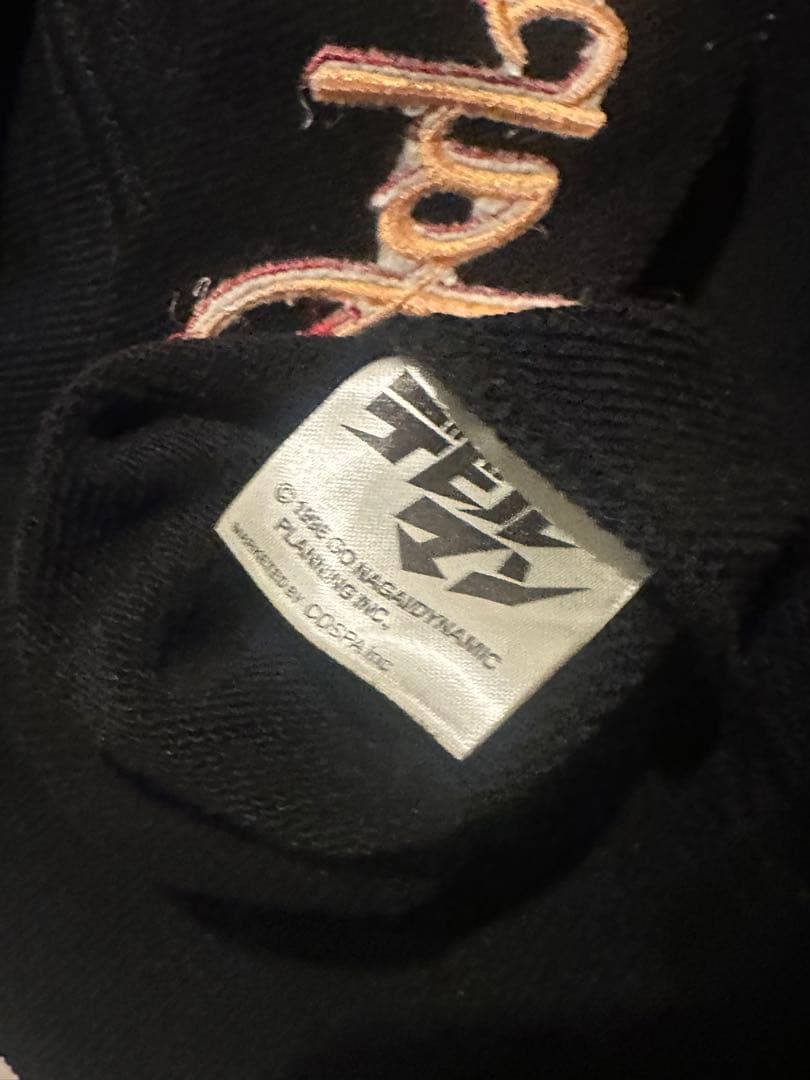 デビル
マン
GO NAGAI/DYNAMIC
PLANNING INC.
MARKETED BY COSPA inc